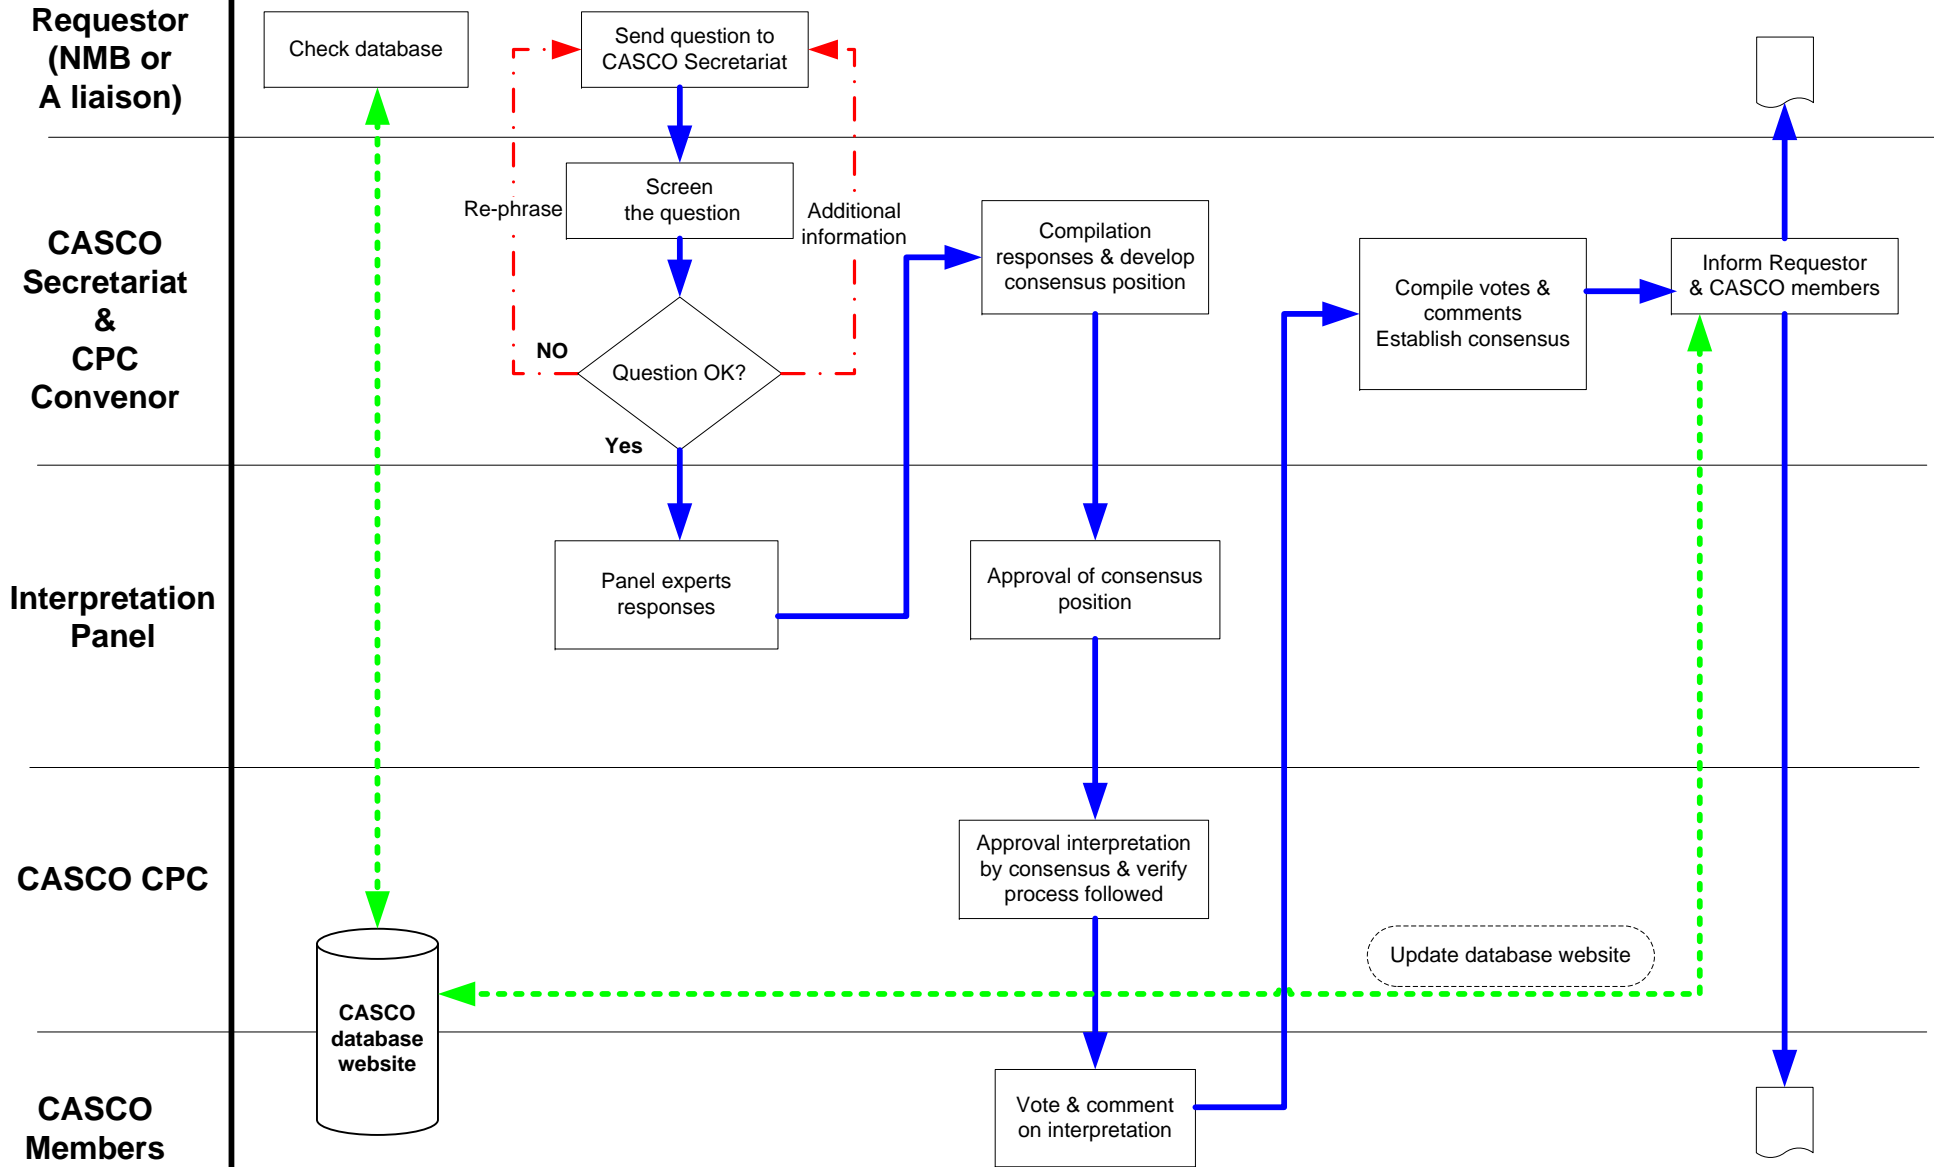 Requestor
(NMB or
A liaison)
Check database
Send question to
CASCO Secretariat
CASCO
Secretariat
&
CPC
Convenor
Re-phrase
Screen
the question
Additional
information
NO
Question OK?
Yes
Compilation
responses & develop
consensus position
Compile votes &
comments
Establish consensus
Inform Requestor
& CASCO members
Interpretation
Panel
Panel experts
responses
Approval of consensus
position
CASCO CPC
Approval interpretation
by consensus & verify
process followed
Update database website
CASCO
database
website
CASCO
Members
Vote & comment
on interpretation